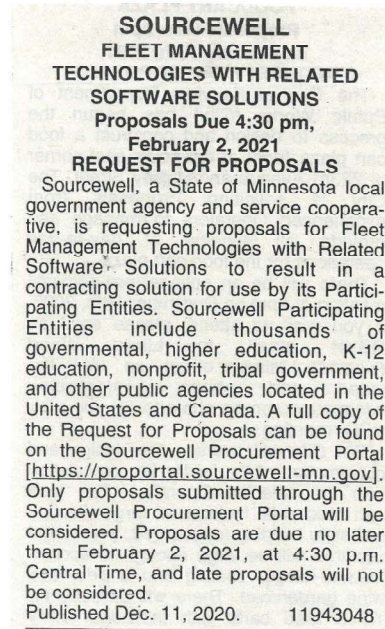 SOURCEWELL
FLEET MANAGEMENT
TECHNOLOGIES WITH RELATED
SOFTWARE SOLUTIONS
Proposals Due 4:30 pm,
February 2, 2021
REQUEST FOR PROPOSALS
Sourcewell, a State of Minnesota local
government agency and service coopera-
tive, is requesting proposals for Fleet
Management Technologies with Related
Software Solutions to result in a
contracting solution for use by its Partici-
pating Entities. Sourcewell Participating
Entities include thousands of
governmental, higher education, K-12
education, nonprofit, tribal government,
and other public agencies located in the
United States and Canada. A full copy of
the Request for Proposals can be found
on the Sourcewell Procurement Portal
[https://proportal.sourcewell-mn.gov].
Only proposals submitted through the
Sourcewell Procurement Portal will be
considered. Proposals are due no later
than February 2, 2021, at 4:30 p.m.
Central Time, and late proposals will not
be considered.
Published Dec. 11, 2020. 11943048